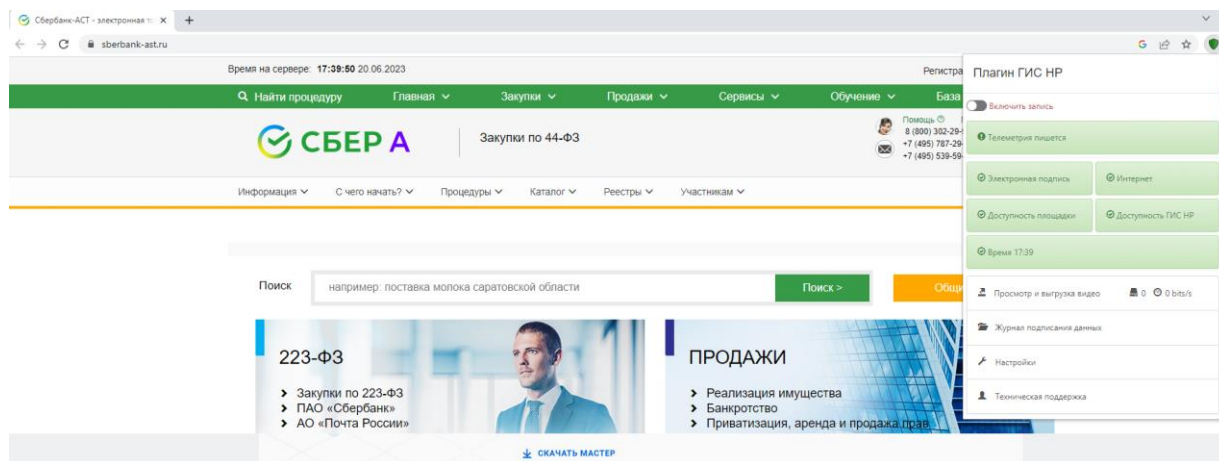 Сбербанк-АСТ - электронная
sberbank-ast.ru
Время на сервере: 17:39:50 20.06.2023
Регистра
Найти процедуру Главная Закупки Продажи Сервисы Обучение База
СБЕР А
Закупки по 44-ФЗ
Помощь
8 (800) 302-29-
+7 (495) 787-29-
+7 (495) 539-59-
Информация С чего начать? Процедуры Каталог Реестры Участникам
Поиск
например: поставка молока саратовской области
Поиск >
Общи
223-ФЗ
Закупки по 223-ФЗ
ПАО «Сбербанк»
АО «Почта России»
ПРОДАЖИ
Реализация имущества
Банкротство
Приватизация, аренда и продажа прав
СКАЧАТЬ МАСТЕР
Плагин ГИС НР
Включить запись
Телеметрия пишется
Электронная подпись Интернет
Доступность площадки Доступность ГИС НР
Время 17:39
Просмотр и выгрузка видео 0 0 bits/s
Журнал подписания данных
Настройки
Техническая поддержка